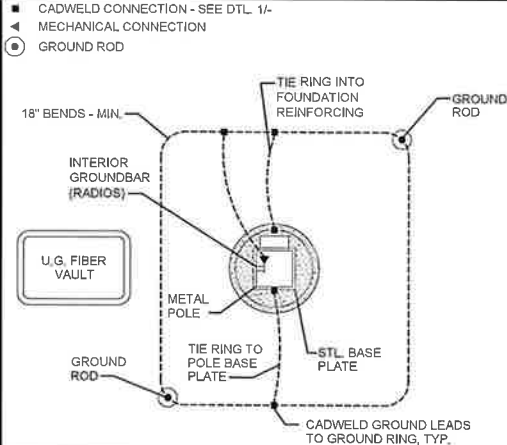 CADWELD CONNECTION - SEE DTL. 1/-
MECHANICAL CONNECTION
GROUND ROD
TIE RING INTO
FOUNDATION
REINFORCING
GROUND
ROD
18" BENDS - MIN.
INTERIOR
GROUNDBAR
(RADIOS)
U.G. FIBER
VAULT
METAL
POLE
TIE RING TO
POLE BASE
PLATE
STL. BASE
PLATE
GROUND
ROD
CADWELD GROUND LEADS
TO GROUND RING, TYP.